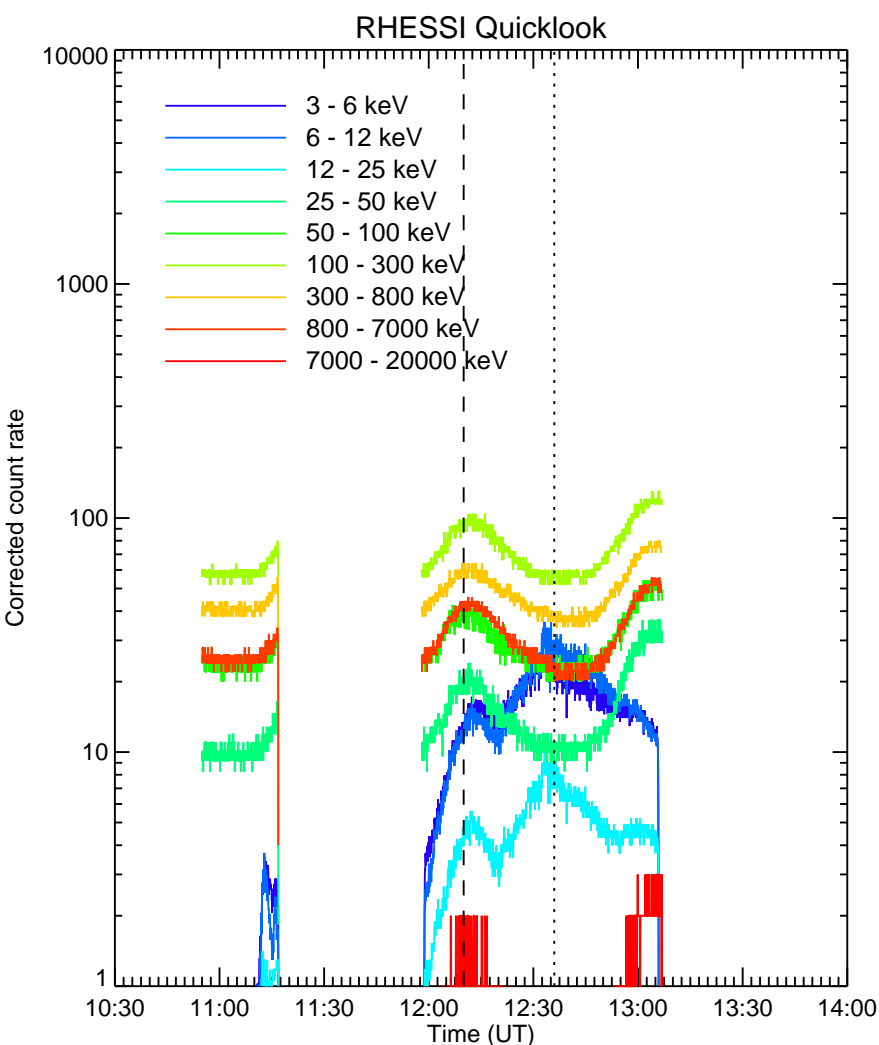 RHESSI Quicklook
10000
1000
100
10
1
Corrected count rate
3 - 6 keV
6 - 12 keV
12 - 25 keV
25 - 50 keV
50 - 100 keV
100 - 300 keV
300 - 800 keV
800 - 7000 keV
7000 - 20000 keV
10:30 11:00 11:30 12:00 12:30 13:00 13:30 14:00
Time (UT)